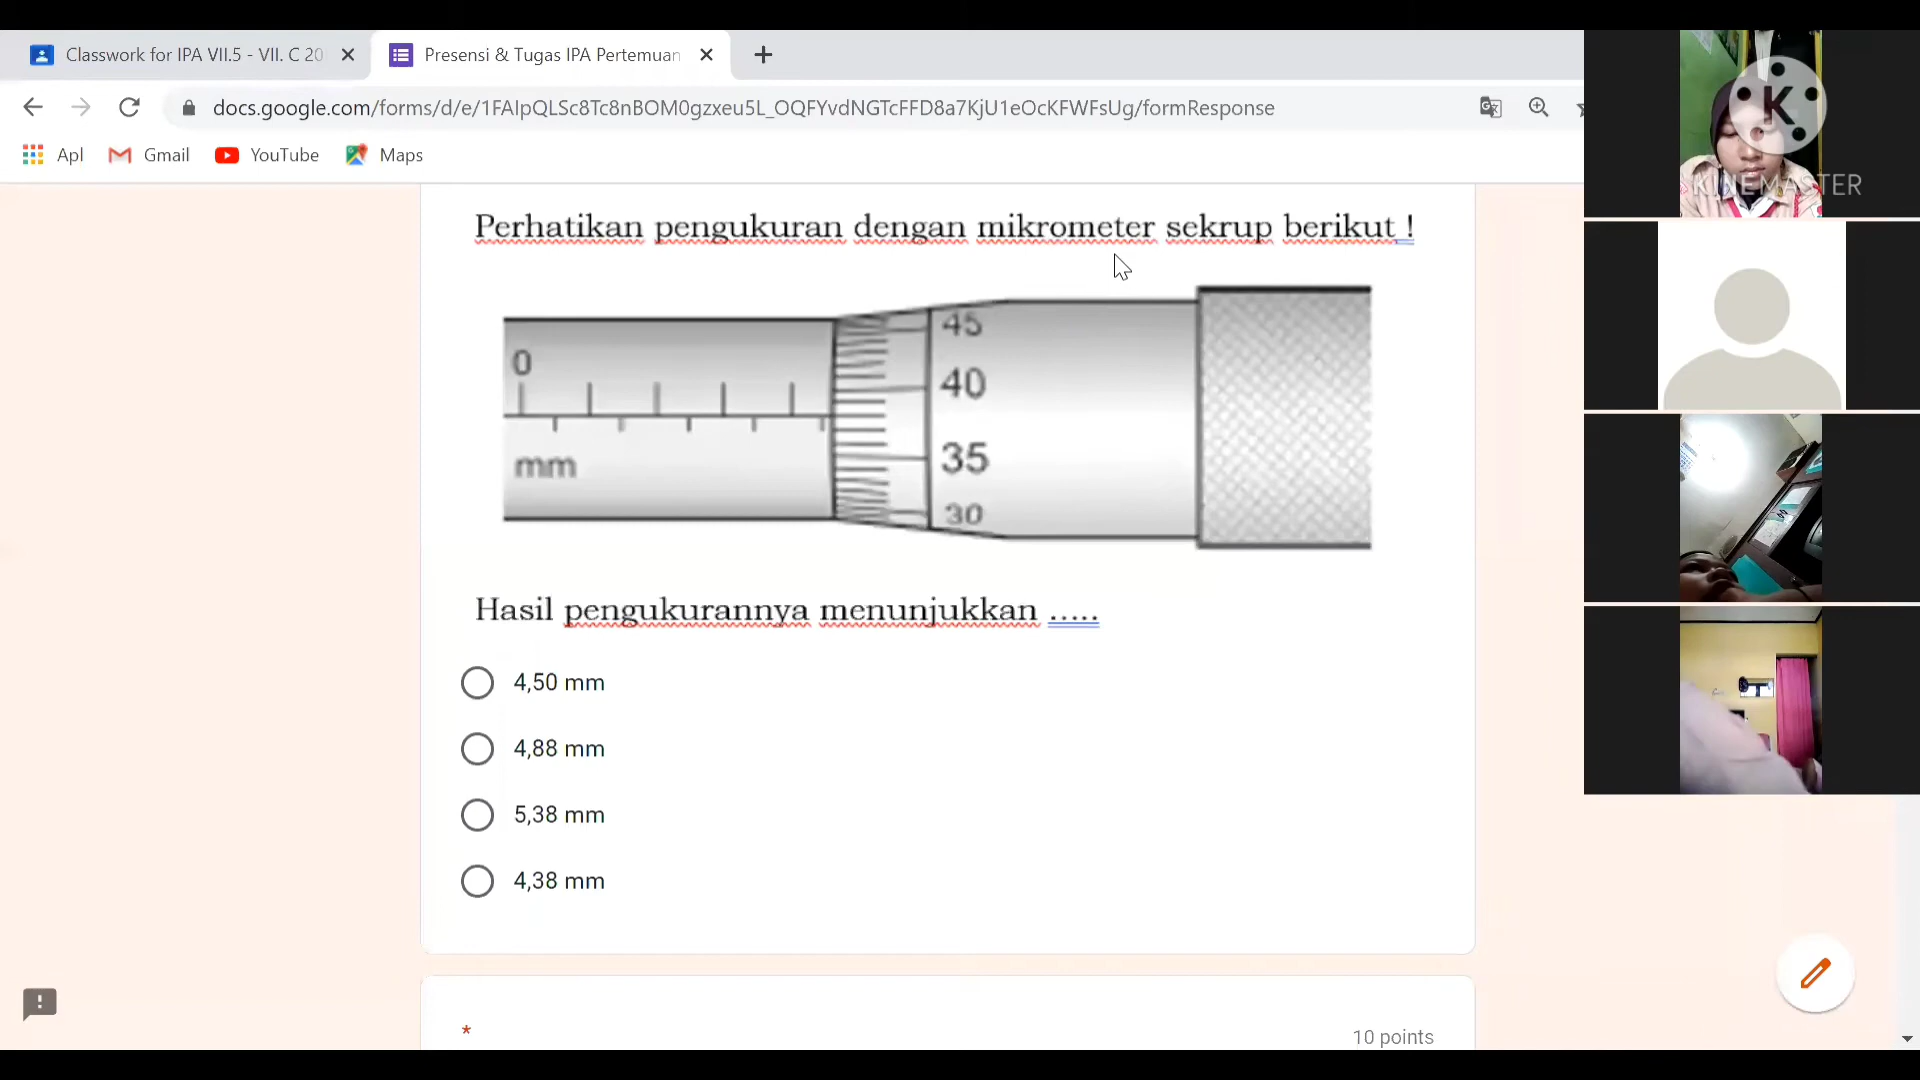 Classwork for IPA VII.5 - VII. C 20
Presensi & Tugas IPA Pertemuan
docs.google.com/forms/d/e/1FAIpQLSc8Tc8nBOM0gzxeu5L_OQFYvdNGTcFFD8a7KjU1eOcKFWFsUg/formResponse
Apl Gmail YouTube Maps
K
KINEMASTER
Perhatikan pengukuran dengan mikrometer sekrup berikut !
0
mm
45
40
35
30
Hasil pengukurannya menunjukkan .....
4,50 mm
4,88 mm
5,38 mm
4,38 mm
*
10 points